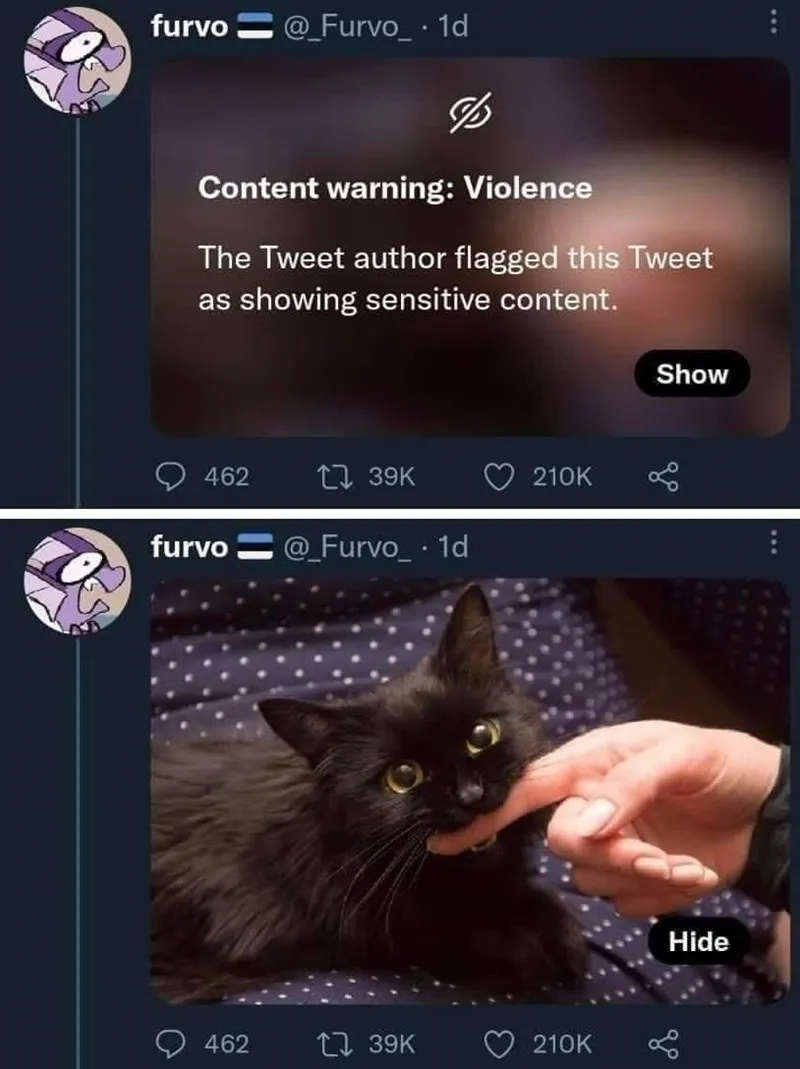 furvo @_Furvo_ · 1d
Content warning: Violence
The Tweet author flagged this Tweet
as showing sensitive content.
Show
462 39K 210K
furvo @_Furvo_ · 1d
Hide
462 39K 210K